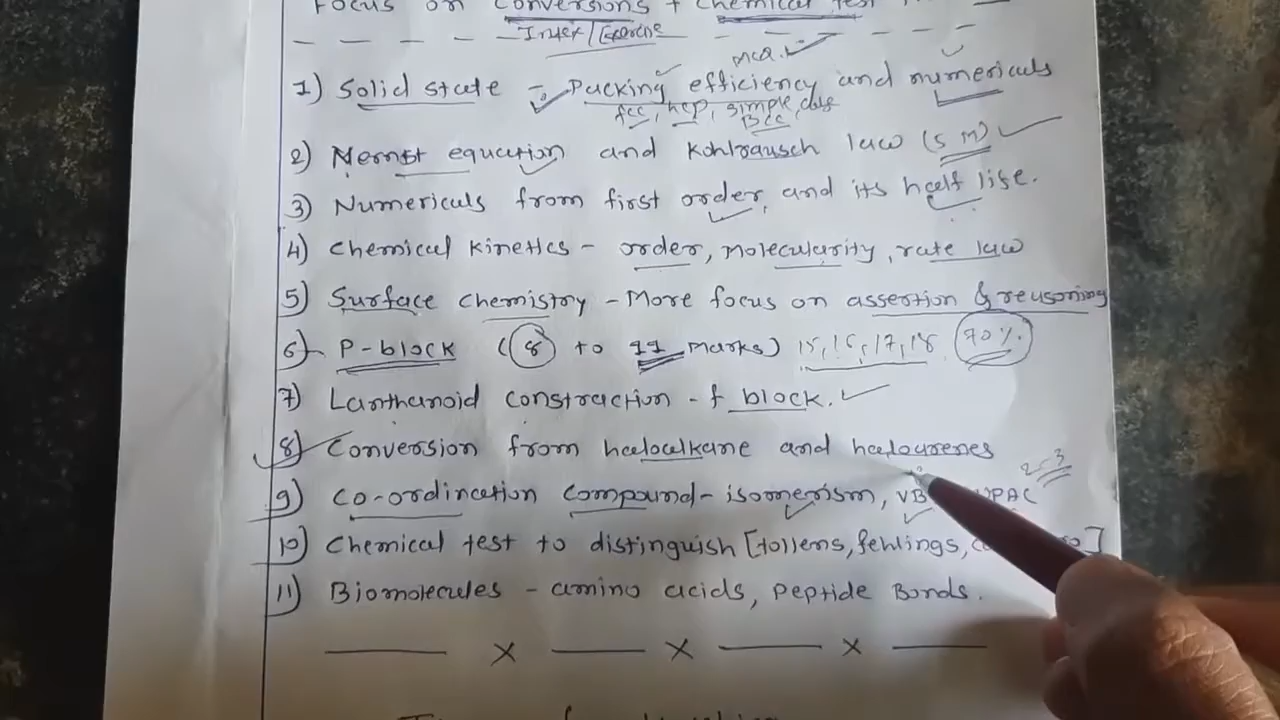 Focus on conversions + chemical test
Intex/Exercise
mcq.
1) Solid state - Packing efficiency and numericals
fcc, hcp, simple,
Bcc
2) Nernst equation and Kohlrausch law (5 m)
3) Numericals from first order, and its half life.
4) Chemical Kinetics - order, Molecularity, rate law
5) Surface chemistry - More focus on assertion & reasoning
6) P-block (8 to 11 Marks) 15, 16, 17, 18 70%.
7) Lanthanoid constraction - f block.
8) Conversion from haloalkane and haloarenes
2-3
9) Co-ordination compound - isomerism, VB
10) Chemical test to distinguish [tollems, fehlings,
11) Biomolecules - amino acids, Peptide Bonds.